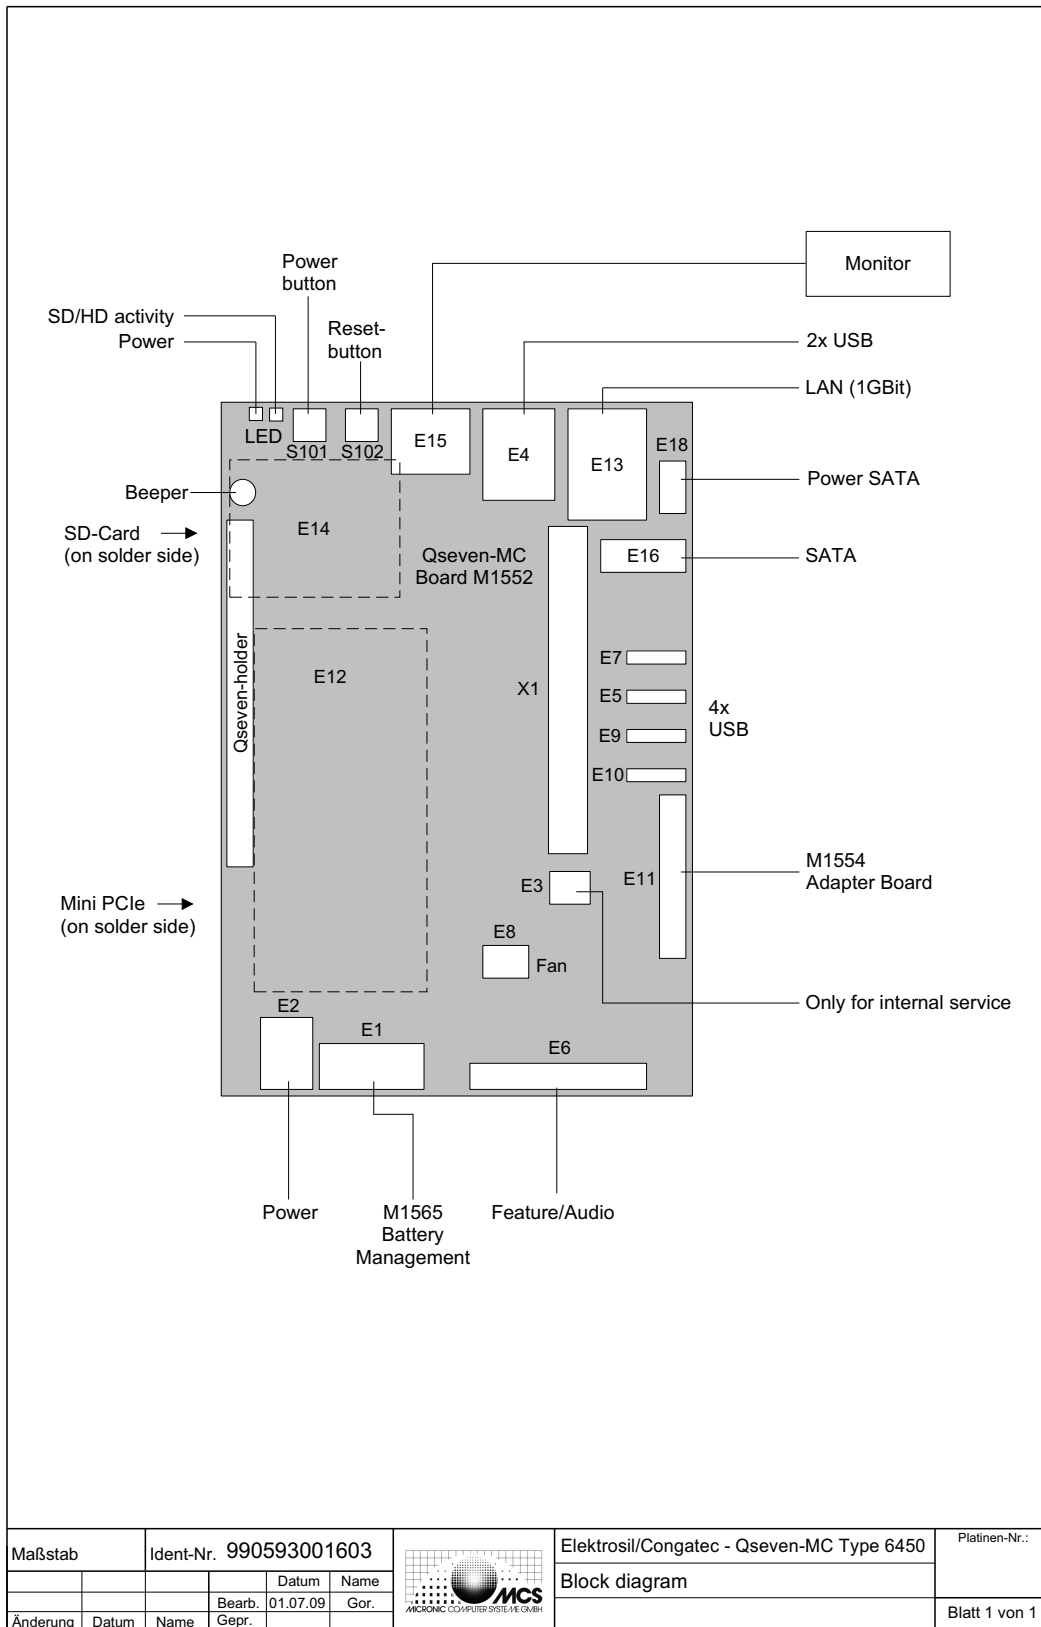 Monitor
Power
button
SD/HD activity
Power
Reset-
button
2x USB
LAN (1GBit)
LED
S101
S102
E15
E4
E13
E18
Power SATA
Beeper
E14
SD-Card
(on solder side)
Qseven-MC
Board M1552
E16
SATA
Qseven-holder
E12
X1
E7
E5
E9
E10
4x
USB
M1554
Adapter Board
E3
E11
Mini PCIe
(on solder side)
E8
Fan
Only for internal service
E2
E1
E6
Power
M1565
Battery
Management
Feature/Audio
Maßstab
Ident-Nr. 990593001603
Datum Name
Bearb. 01.07.09 Gor.
Änderung Datum Name Gepr.
MCS
MICRONIC COMPUTER SYSTEME GMBH
Elektrosil/Congatec - Qseven-MC Type 6450
Block diagram
Platinen-Nr.:
Blatt 1 von 1